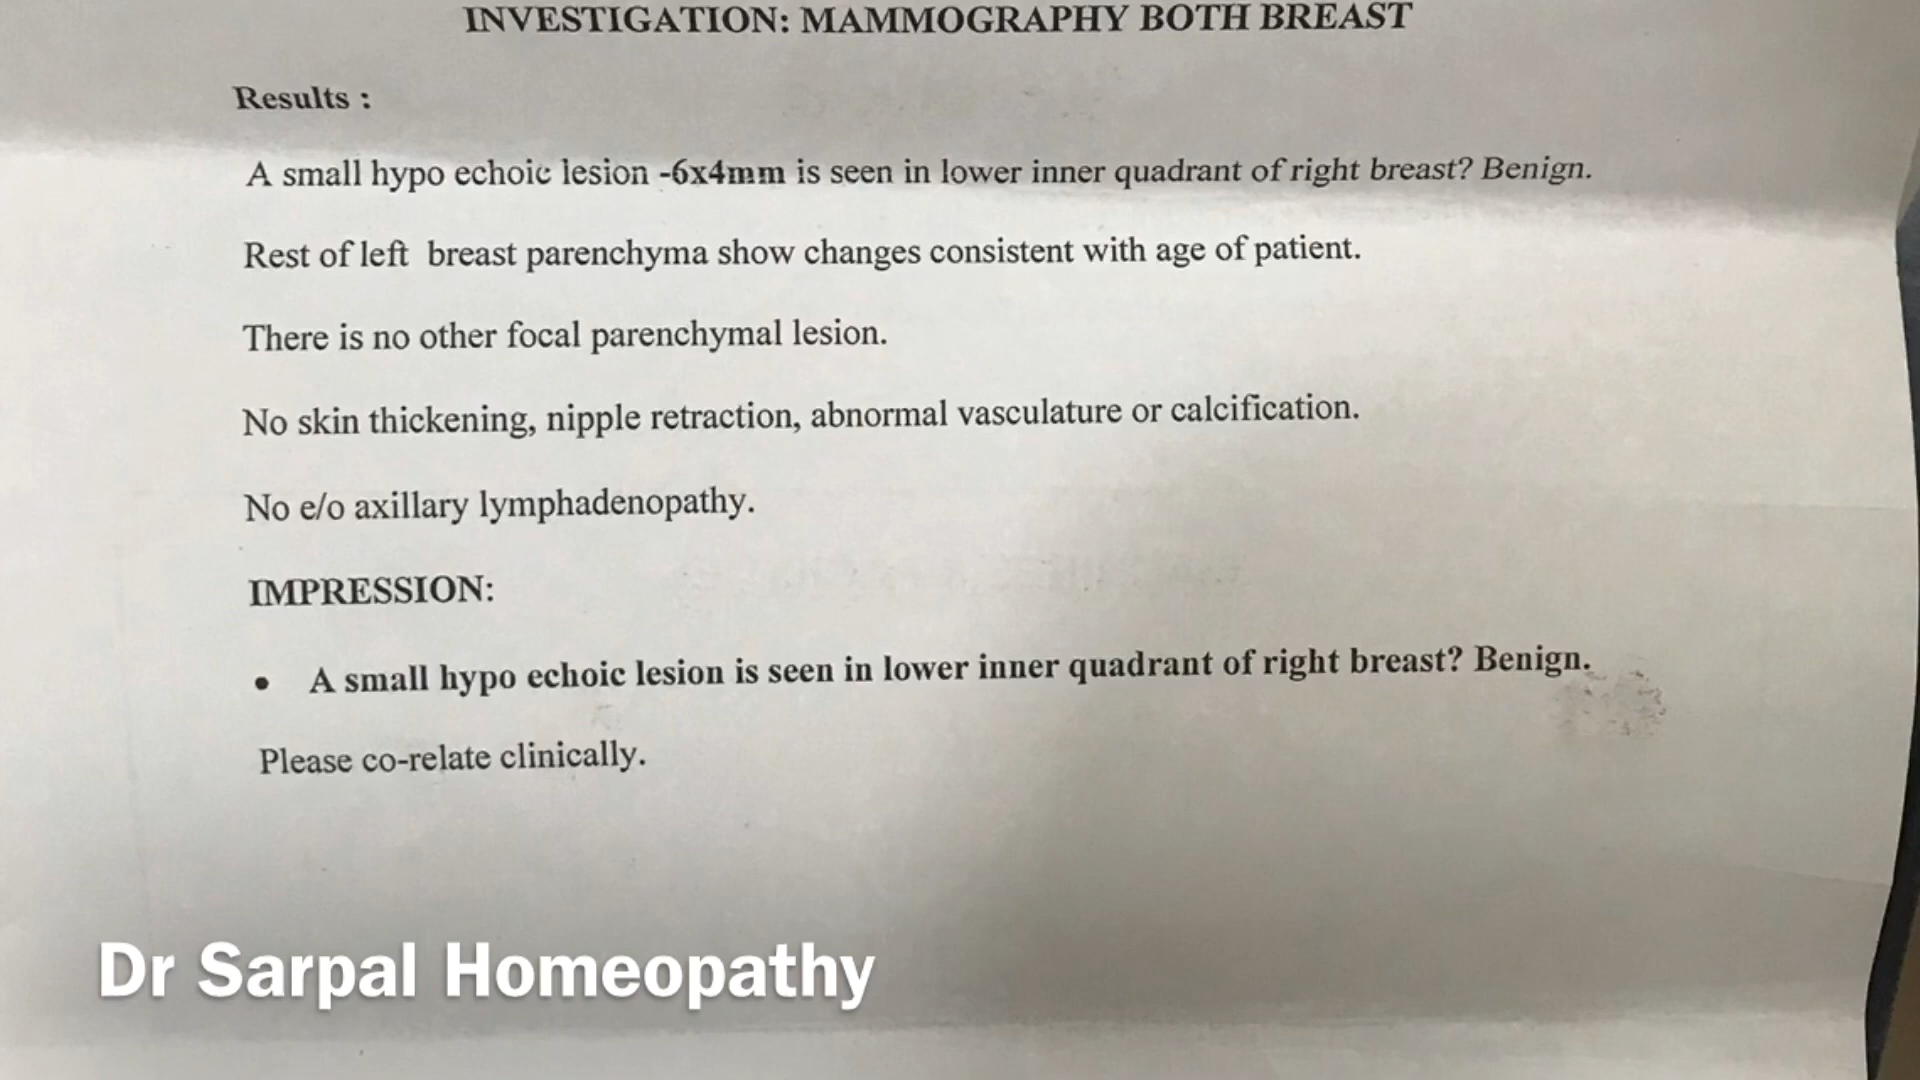 INVESTIGATION: MAMMOGRAPHY BOTH BREAST
Results :
A small hypo echoic lesion -6x4mm is seen in lower inner quadrant of right breast? Benign.
Rest of left breast parenchyma show changes consistent with age of patient.
There is no other focal parenchymal lesion.
No skin thickening, nipple retraction, abnormal vasculature or calcification.
No e/o axillary lymphadenopathy.
IMPRESSION:
• A small hypo echoic lesion is seen in lower inner quadrant of right breast? Benign.
Please co-relate clinically.
Dr Sarpal Homeopathy